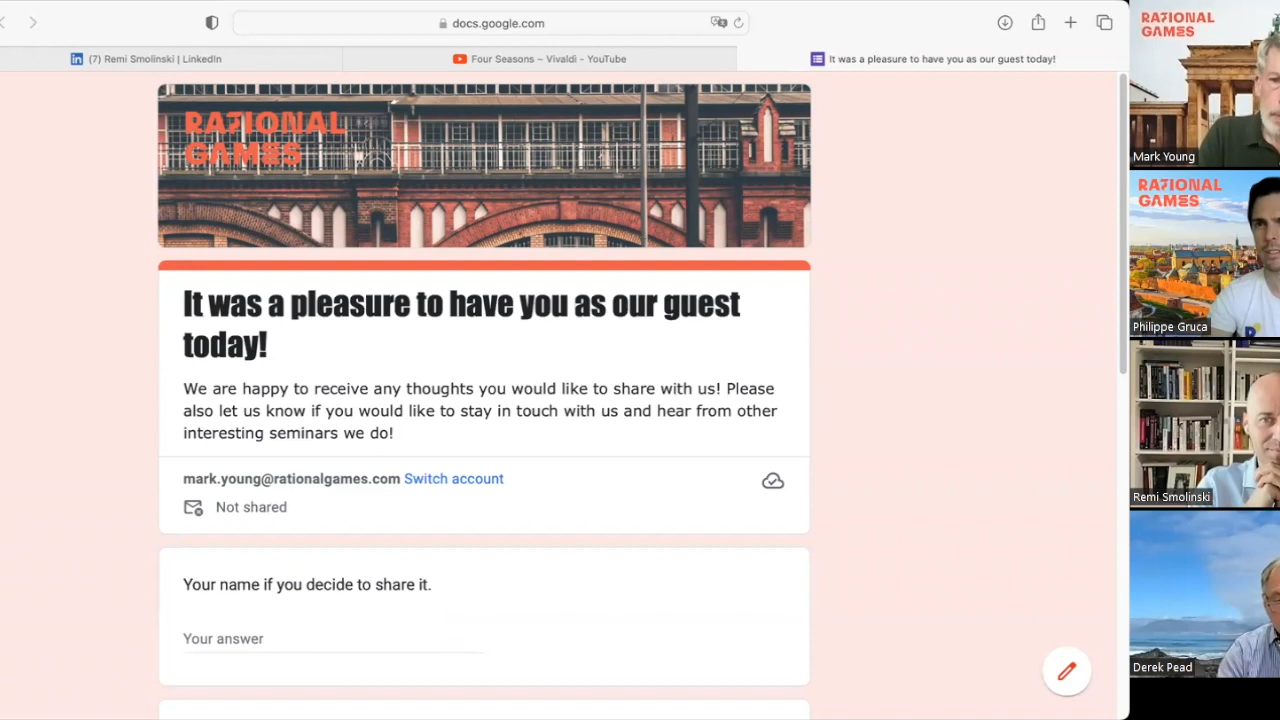 docs.google.com
(7) Remi Smolinski | LinkedIn
Four Seasons ~ Vivaldi - YouTube
It was a pleasure to have you as our guest today!
RATIONAL
GAMES
It was a pleasure to have you as our guest
today!
We are happy to receive any thoughts you would like to share with us! Please
also let us know if you would like to stay in touch with us and hear from other
interesting seminars we do!
mark.young@rationalgames.com Switch account
Not shared
Your name if you decide to share it.
Your answer
RATIONAL
GAMES
Mark Young
RATIONAL
GAMES
Philippe Gruca
Remi Smolinski
Derek Pead